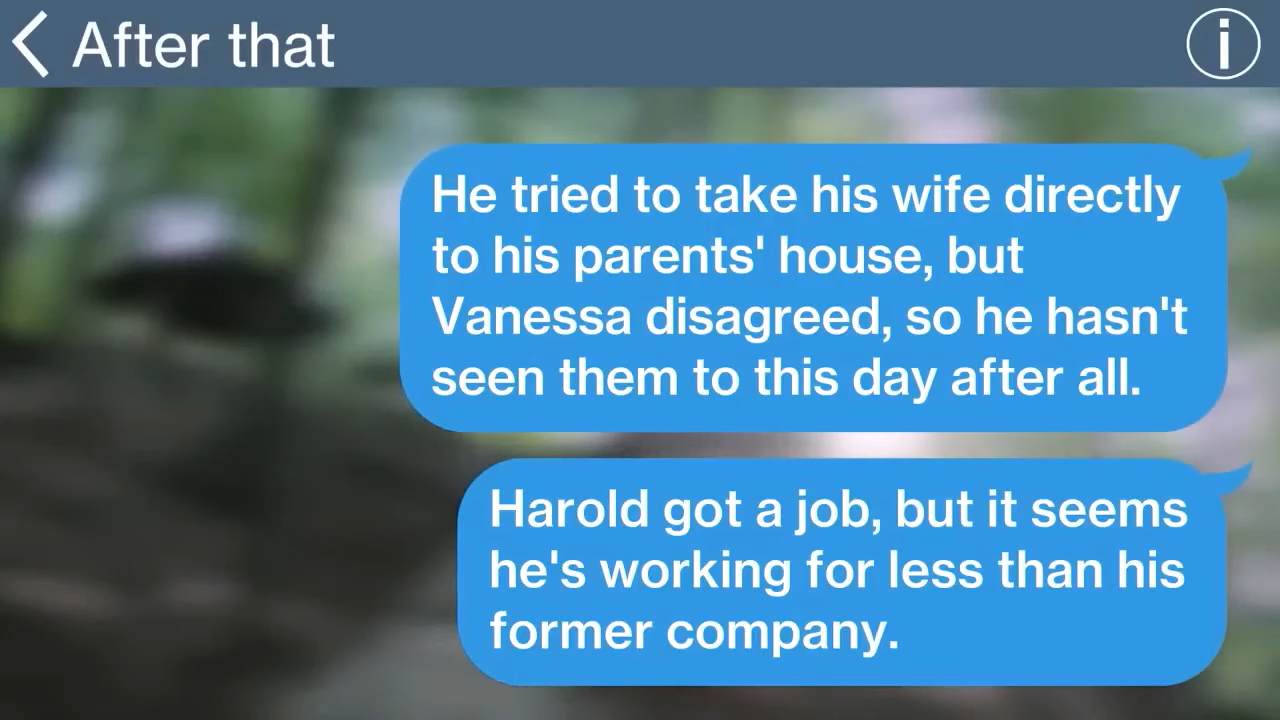 After that
He tried to take his wife directly
to his parents' house, but
Vanessa disagreed, so he hasn't
seen them to this day after all.
Harold got a job, but it seems
he's working for less than his
former company.